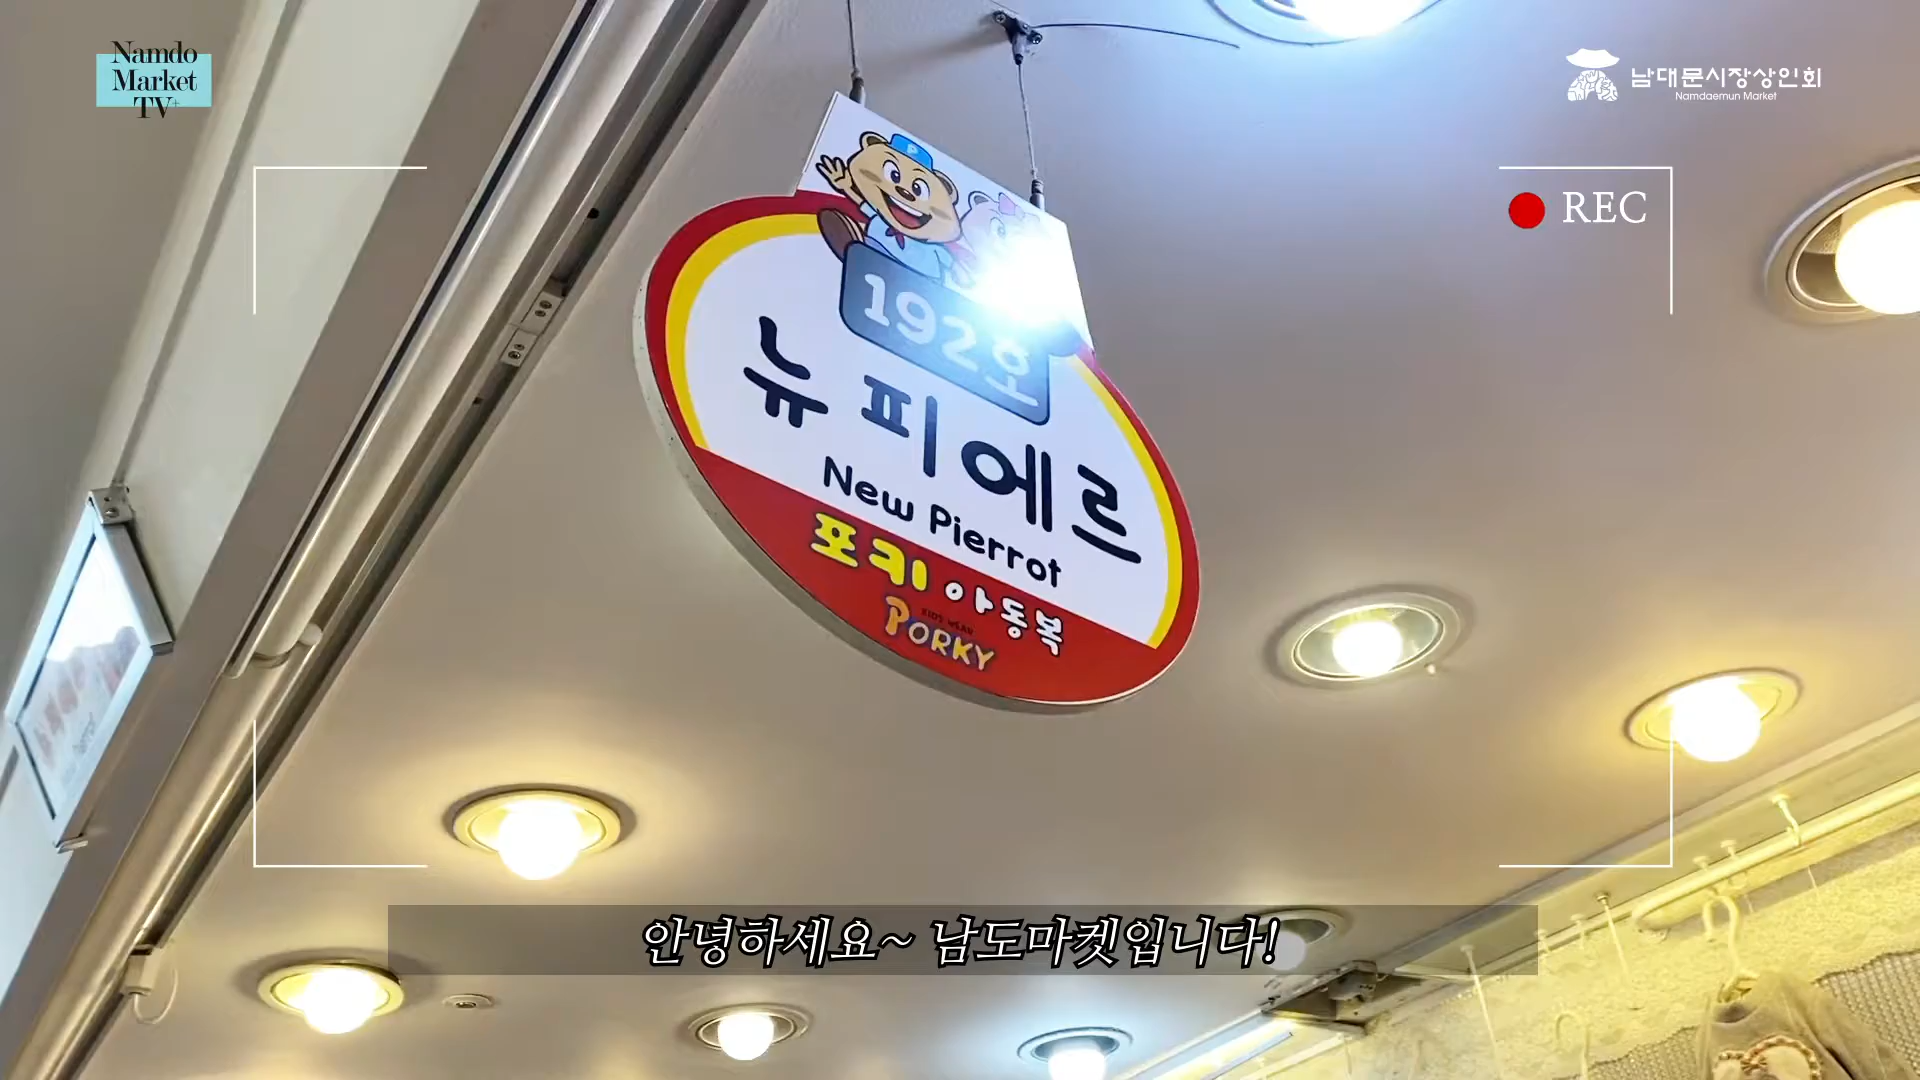 Namdo
Market
TV+
남대문시장상인회
Namdaemun Market
REC
P
192호
뉴피에르
New Pierrot
포키 아동복
KIDS WEAR
PORKY
안녕하세요~ 남도마켓입니다!